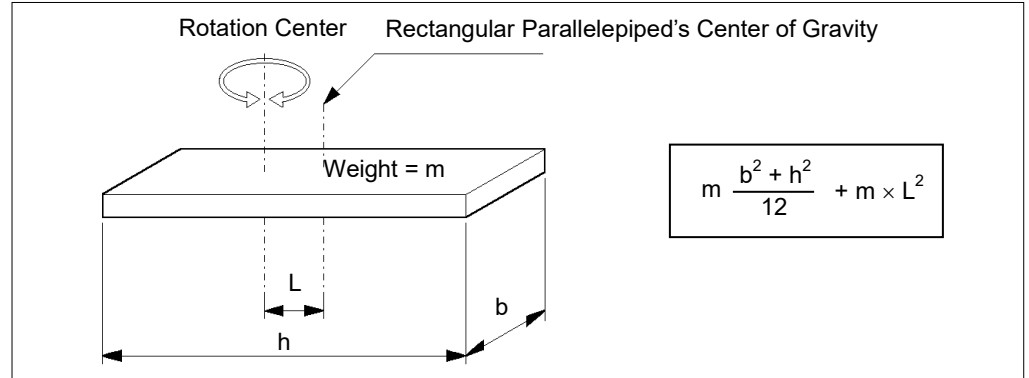 Rotation Center
Rectangular Parallelepiped's Center of Gravity
Weight = m
m (b² + h²)/12 + m × L²
L
b
h